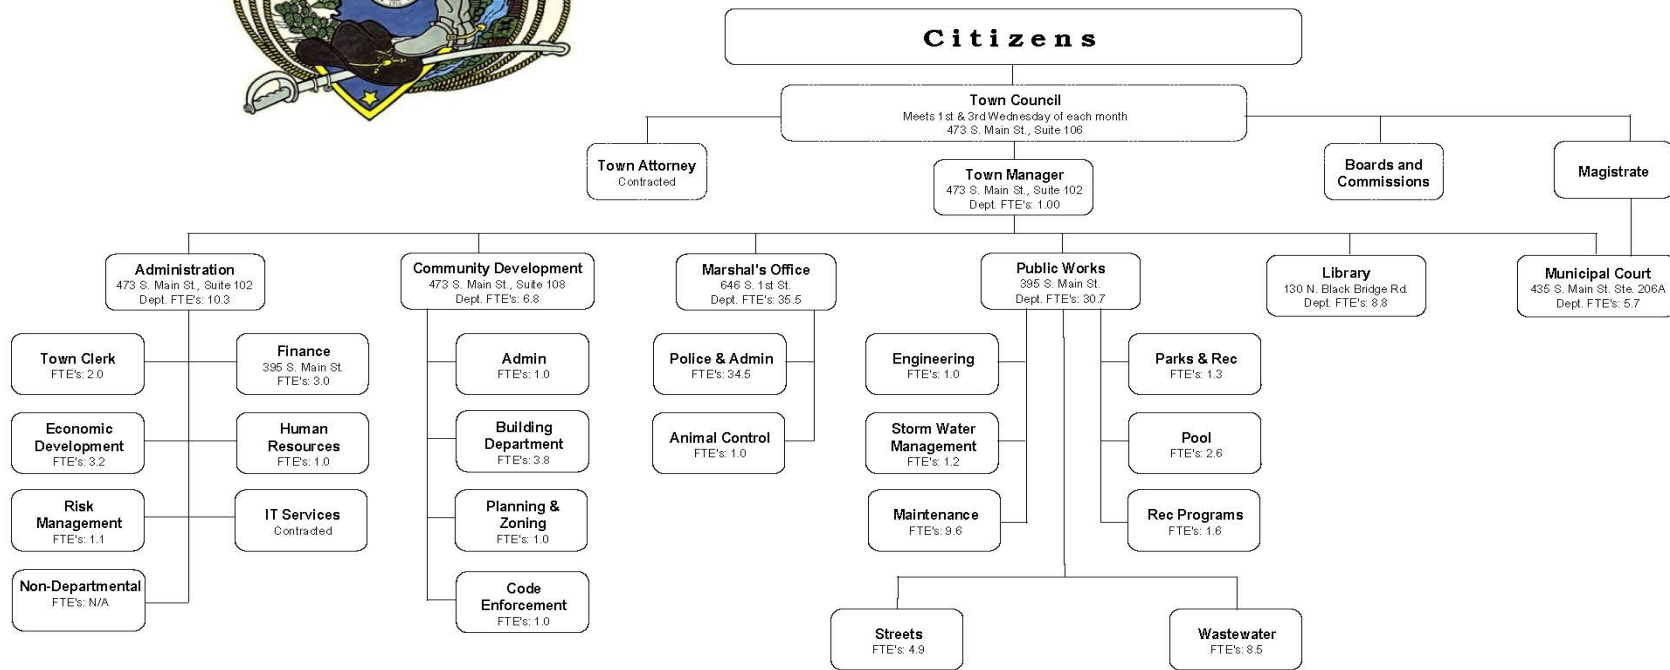 Citizens
Town Council
Meets 1st & 3rd Wednesday of each month
473 S. Main St., Suite 106
Town Attorney
Contracted
Town Manager
473 S. Main St., Suite 102
Dept. FTE's: 1.00
Boards and
Commissions
Magistrate
Administration
473 S. Main St., Suite 102
Dept. FTE's: 10.3
Community Development
473 S. Main St., Suite 108
Dept. FTE's: 6.8
Marshal's Office
646 S. 1st St.
Dept. FTE's: 35.5
Public Works
395 S. Main St.
Dept. FTE's: 30.7
Library
130 N. Black Bridge Rd.
Dept. FTE's: 8.8
Municipal Court
435 S. Main St. Ste. 206A
Dept. FTE's: 5.7
Town Clerk
FTE's: 2.0
Finance
395 S. Main St.
FTE's: 3.0
Admin
FTE's: 1.0
Police & Admin
FTE's: 34.5
Engineering
FTE's: 1.0
Parks & Rec
FTE's: 1.3
Economic
Development
FTE's: 3.2
Human
Resources
FTE's: 1.0
Building
Department
FTE's: 3.8
Animal Control
FTE's: 1.0
Storm Water
Management
FTE's: 1.2
Pool
FTE's: 2.6
Risk
Management
FTE's: 1.1
IT Services
Contracted
Planning &
Zoning
FTE's: 1.0
Maintenance
FTE's: 9.6
Rec Programs
FTE's: 1.6
Non-Departmental
FTE's: N/A
Code
Enforcement
FTE's: 1.0
Streets
FTE's: 4.9
Wastewater
FTE's: 8.5